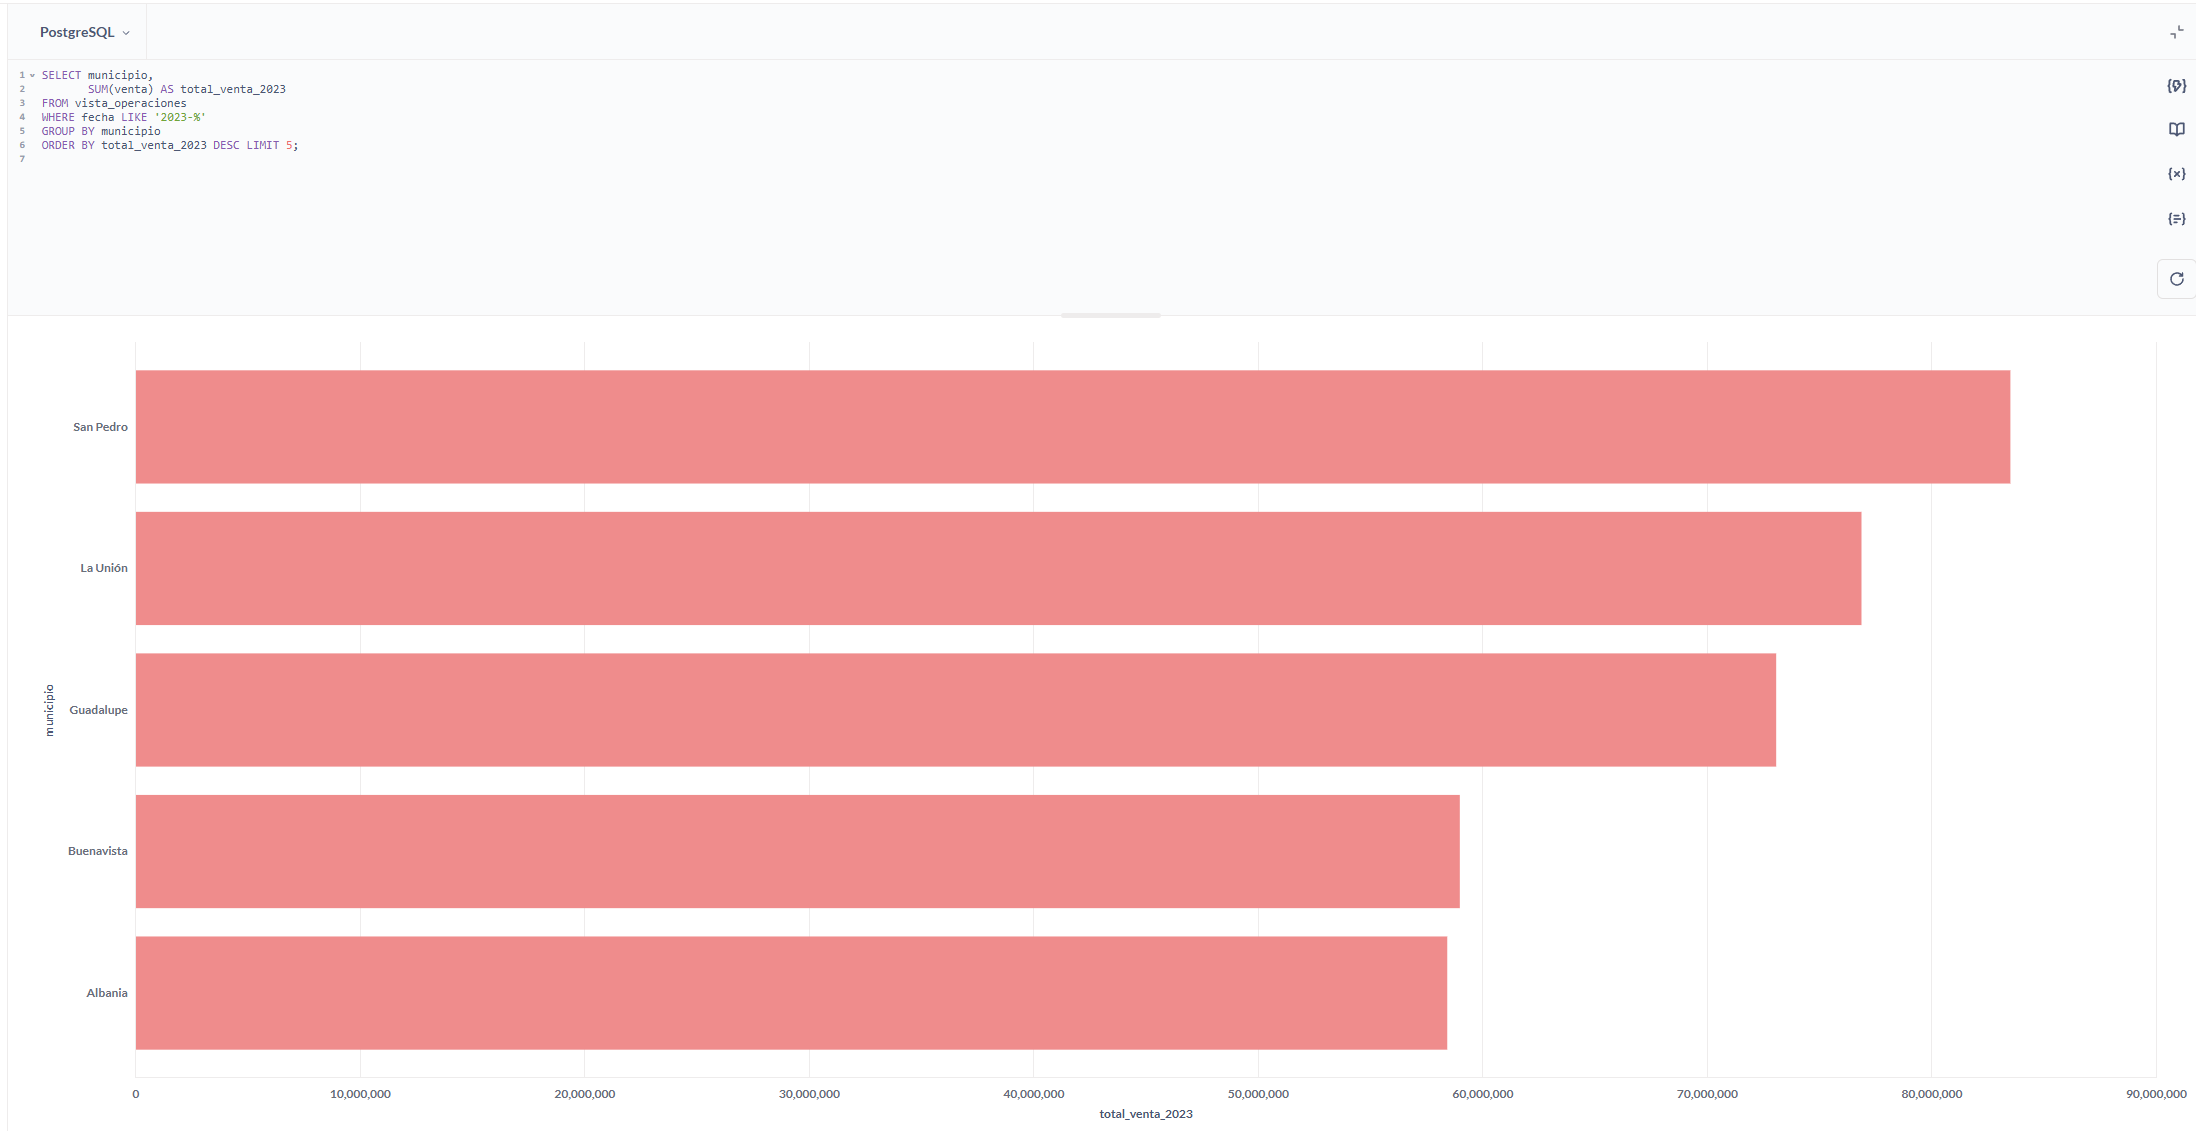 PostgreSQL
1 SELECT municipio,
2 SUM(venta) AS total_venta_2023
3 FROM vista_operaciones
4 WHERE fecha LIKE '2023-%'
5 GROUP BY municipio
6 ORDER BY total_venta_2023 DESC LIMIT 5;
7
San Pedro
La Unión
Guadalupe
municipio
Buenavista
Albania
0 10,000,000 20,000,000 30,000,000 40,000,000 50,000,000 60,000,000 70,000,000 80,000,000 90,000,000
total_venta_2023